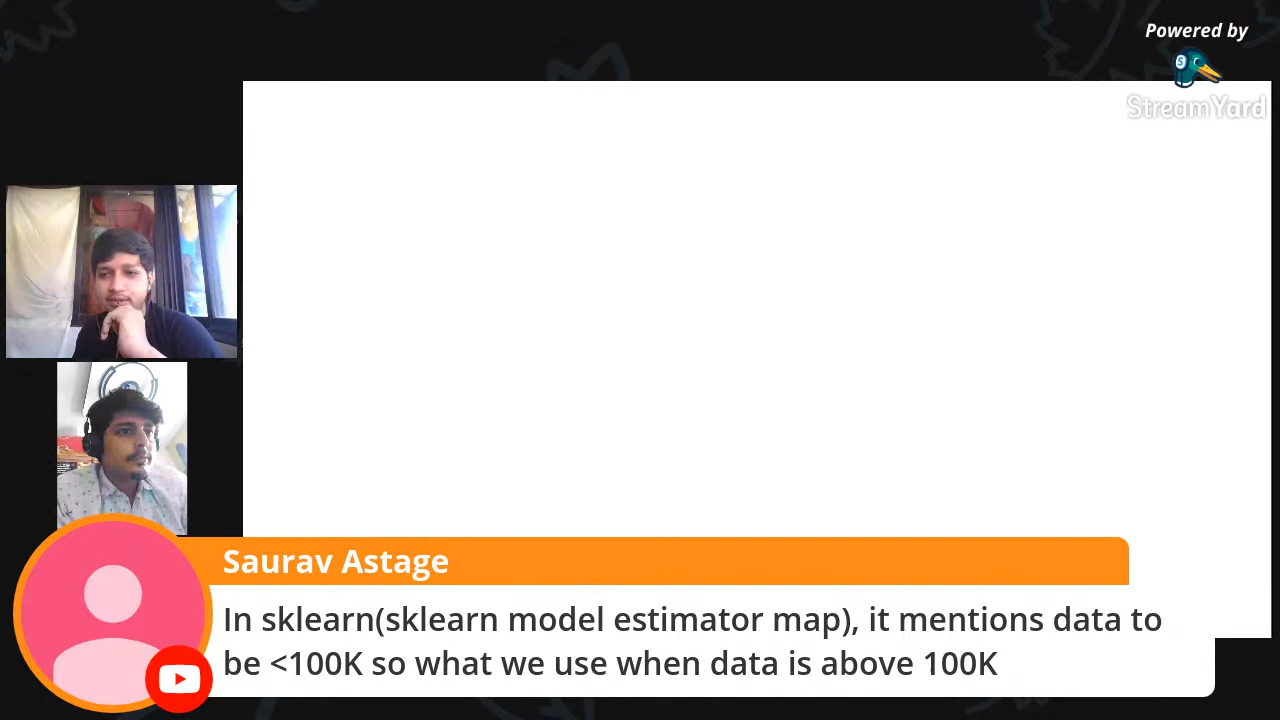 Powered by
StreamYard
Saurav Astage
In sklearn(sklearn model estimator map), it mentions data to
be <100K so what we use when data is above 100K